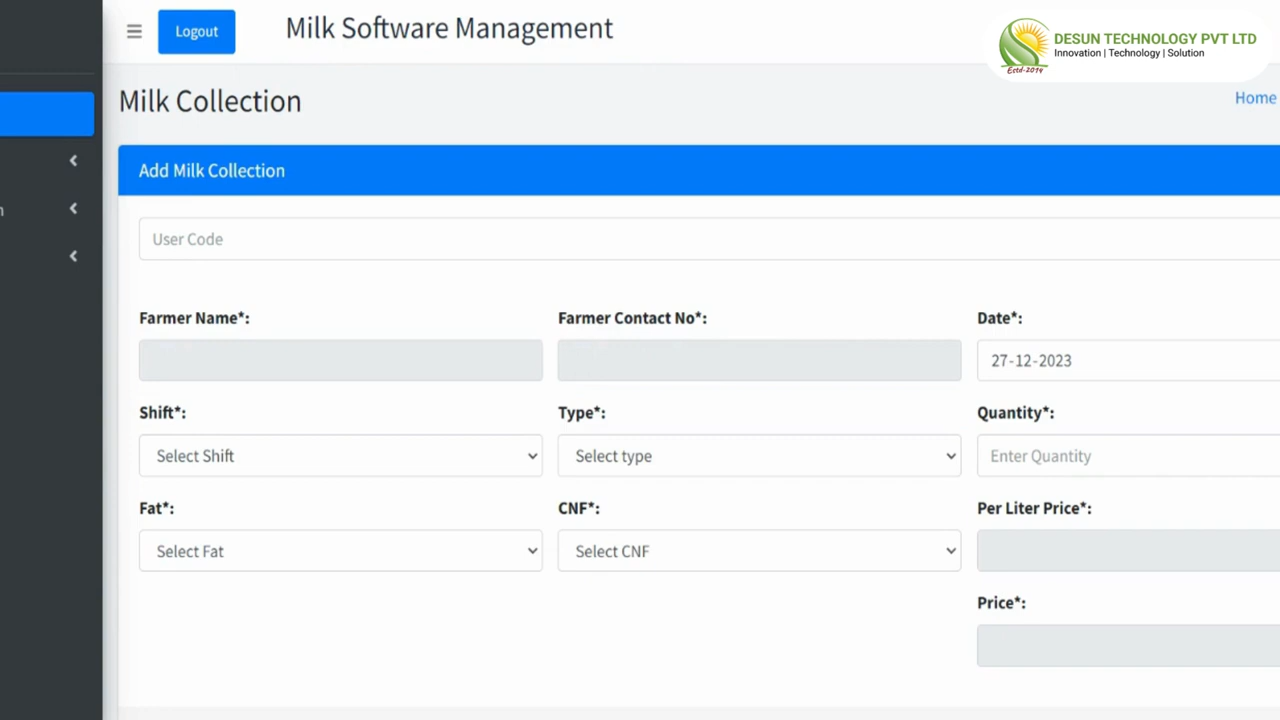 Logout
Milk Software Management
DESUN TECHNOLOGY PVT LTD
Innovation | Technology | Solution
Estd-2014
Milk Collection
Home
Add Milk Collection
User Code
Farmer Name*:
Farmer Contact No*:
Date*:
27-12-2023
Shift*:
Type*:
Quantity*:
Select Shift
Select type
Enter Quantity
Fat*:
CNF*:
Per Liter Price*:
Select Fat
Select CNF
Price*: